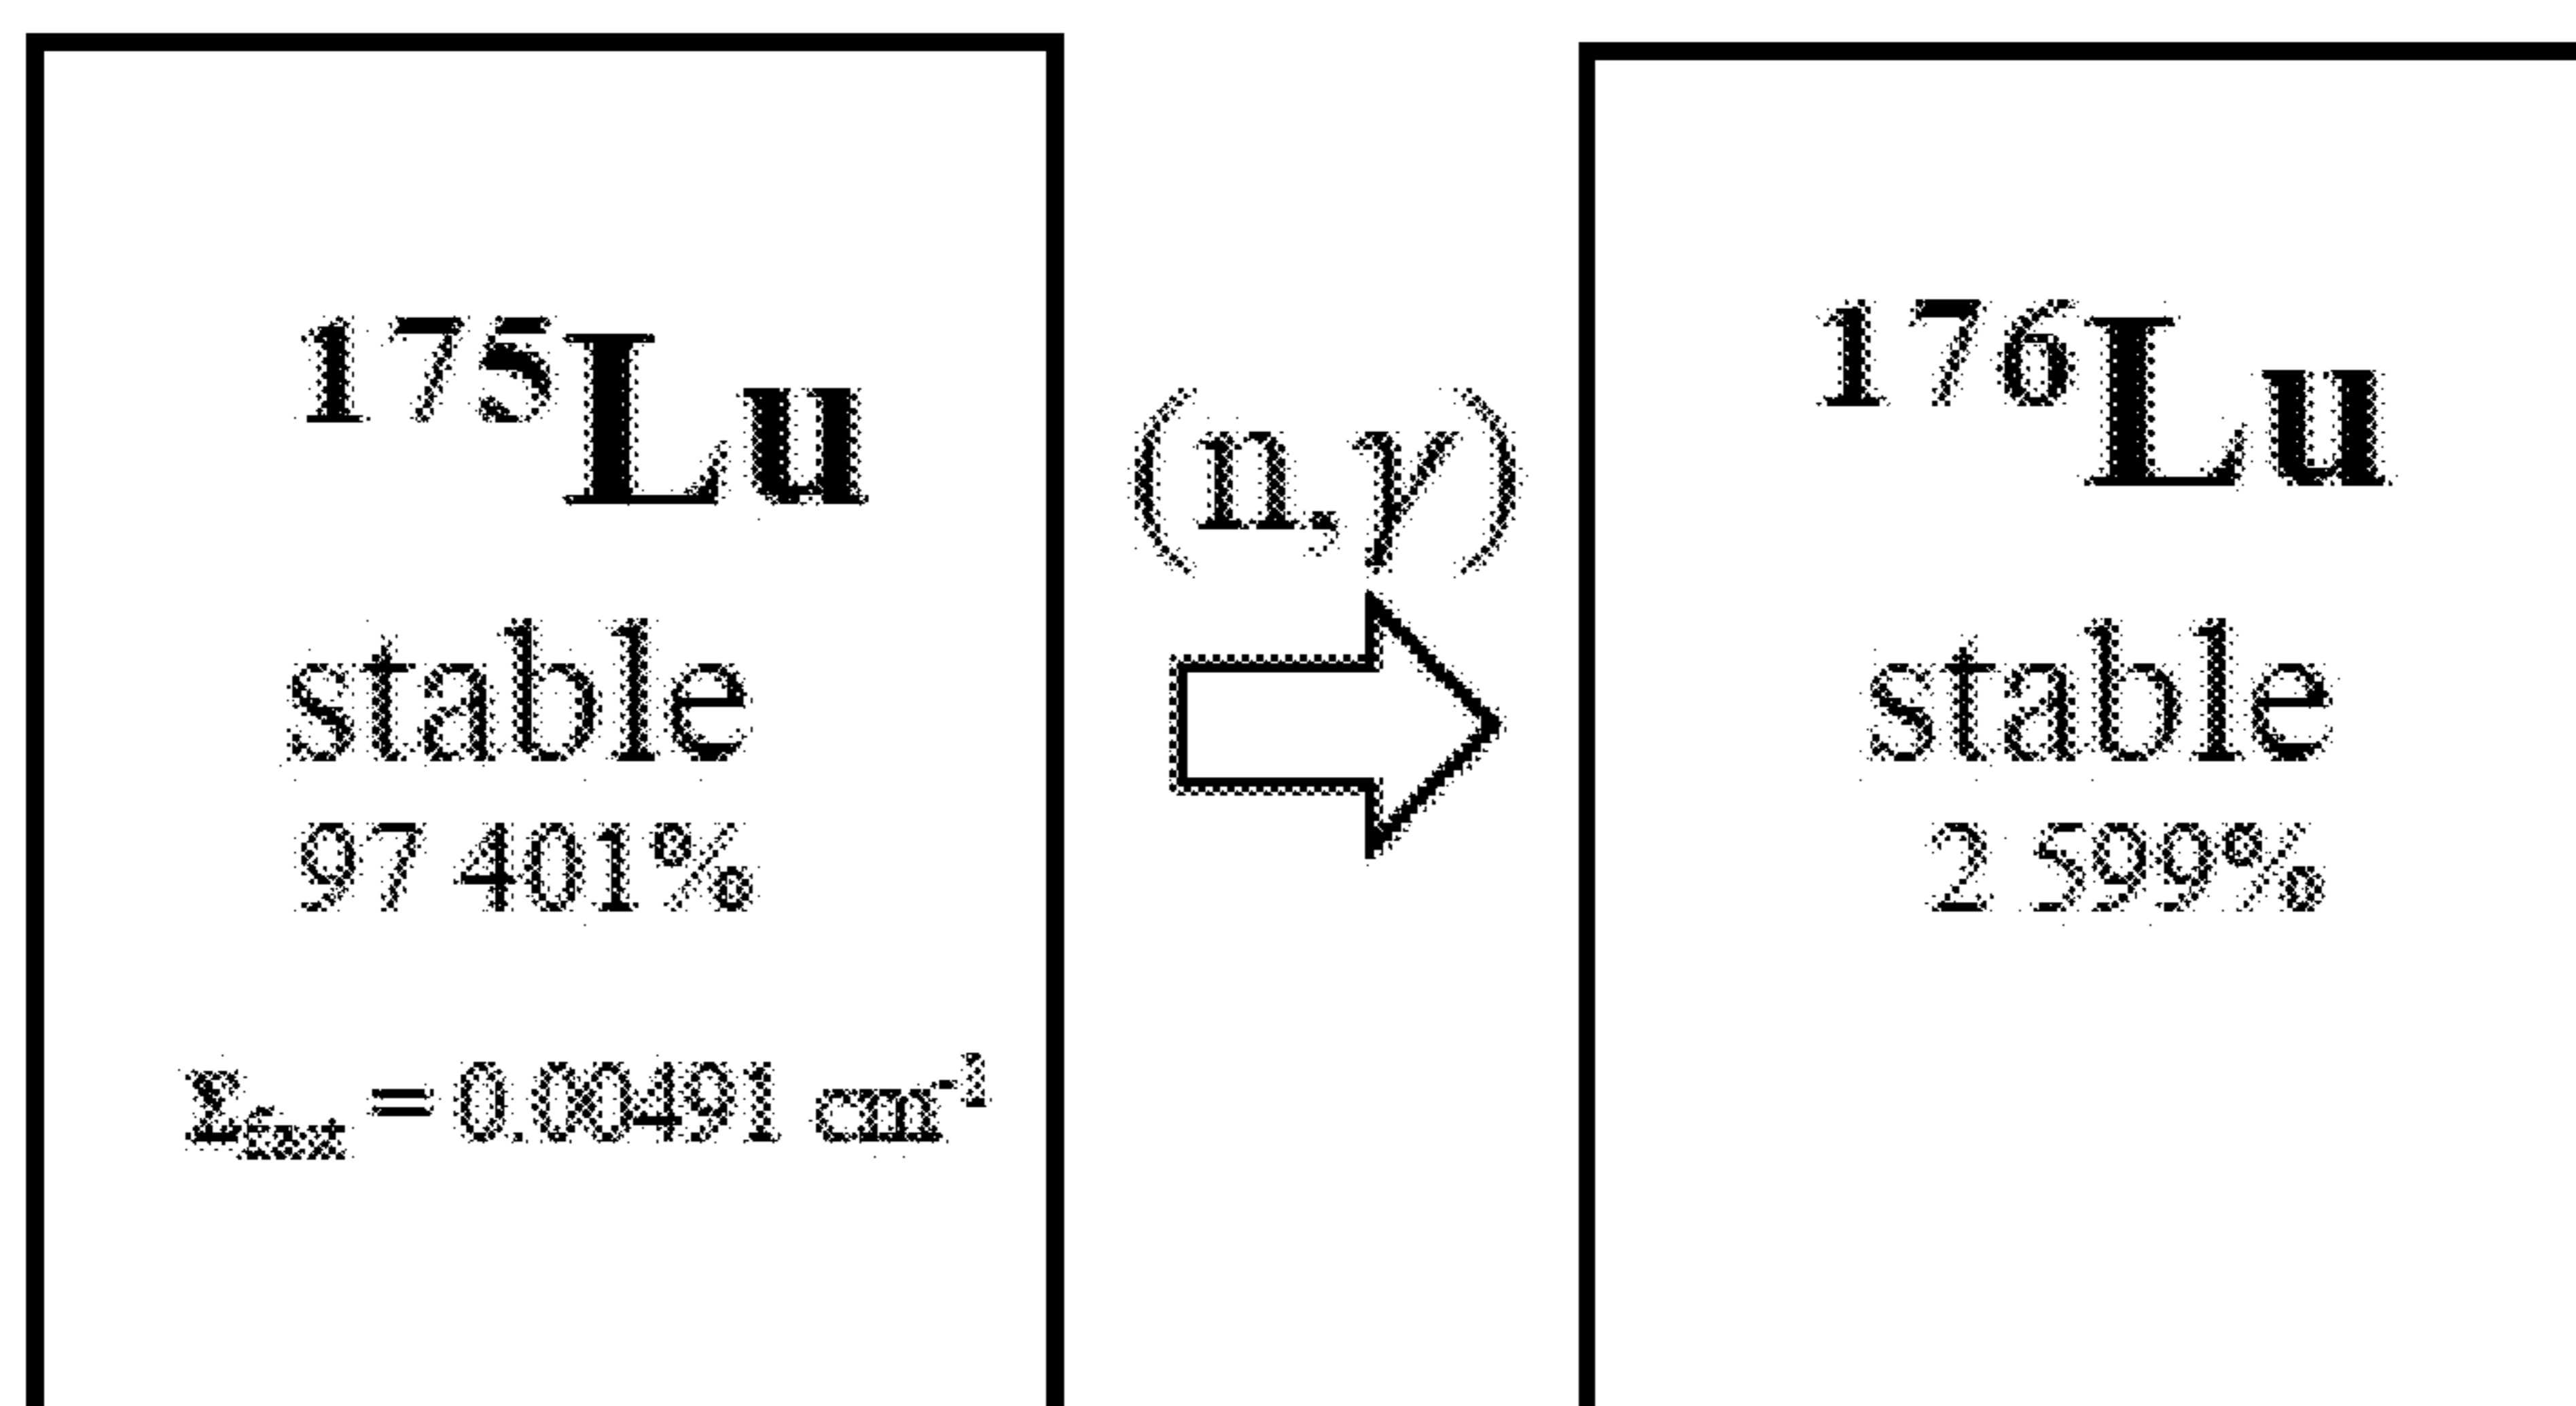 ¹⁷⁵Lu
stable
97 401%
Σfast = 0.00491 cm⁻¹
(n,γ)
¹⁷⁶Lu
stable
2 599%